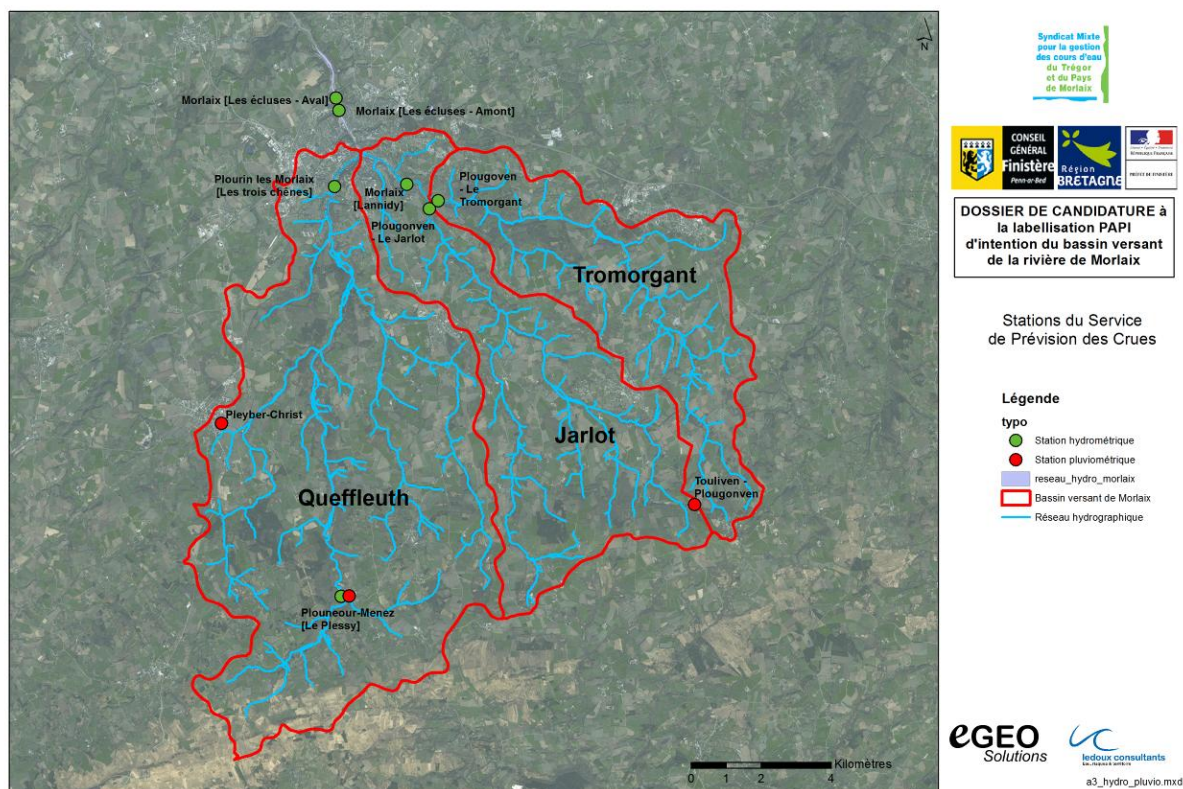 N
Morlaix [Les écluses - Aval]
Morlaix [Les écluses - Amont]
Plourin les Morlaix
[Les trois chênes]
Morlaix
[Lannidy]
Plougoven
- Le
Tromorgant
Plougonven
- Le Jarlot
Tromorgant
Pleyber-Christ
Jarlot
Queffleuth
Touliven -
Plougonven
Plouneour-Menez
[Le Plessy]
Kilomètres
0 1 2 4
Syndicat Mixte
pour la gestion
des cours d'eau
du Trégor
et du Pays
de Morlaix
CONSEIL
GÉNÉRAL
Finistère
Penn-ar-Bed
Région
BRETAGNE
RÉPUBLIQUE FRANÇAISE
DOSSIER DE CANDIDATURE à
la labellisation PAPI
d'intention du bassin versant
de la rivière de Morlaix
Stations du Service
de Prévision des Crues
Légende
typo
Station hydrométrique
Station pluviométrique
reseau_hydro_morlaix
Bassin versant de Morlaix
Réseau hydrographique
eGEO
Solutions
ledoux consultants
a3_hydro_pluvio.mxd